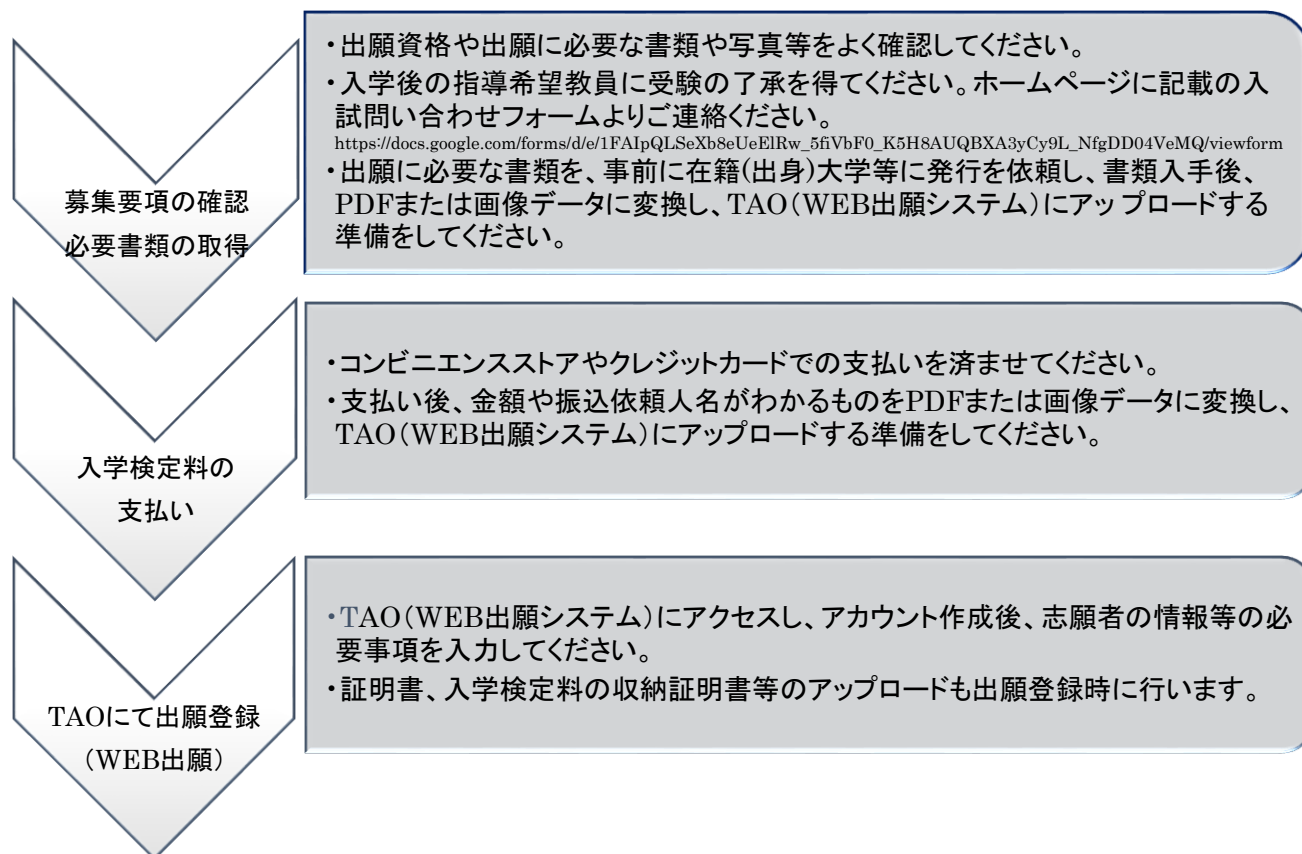 募集要項の確認
必要書類の取得
・出願資格や出願に必要な書類や写真等をよく確認してください。
・入学後の指導希望教員に受験の了承を得てください。ホームページに記載の入
試問い合わせフォームよりご連絡ください。
https://docs.google.com/forms/d/e/1FAIpQLSeXb8eUeElRw_5fiVbF0_K5H8AUQBXA3yCy9L_NfgDD04VeMQ/viewform
・出願に必要な書類を、事前に在籍(出身)大学等に発行を依頼し、書類入手後、
PDFまたは画像データに変換し、TAO(WEB出願システム)にアップロードする
準備をしてください。
入学検定料の
支払い
・コンビニエンスストアやクレジットカードでの支払いを済ませてください。
・支払い後、金額や振込依頼人名がわかるものをPDFまたは画像データに変換し、
TAO(WEB出願システム)にアップロードする準備をしてください。
TAOにて出願登録
(WEB出願)
・TAO(WEB出願システム)にアクセスし、アカウント作成後、志願者の情報等の必
要事項を入力してください。
・証明書、入学検定料の収納証明書等のアップロードも出願登録時に行います。